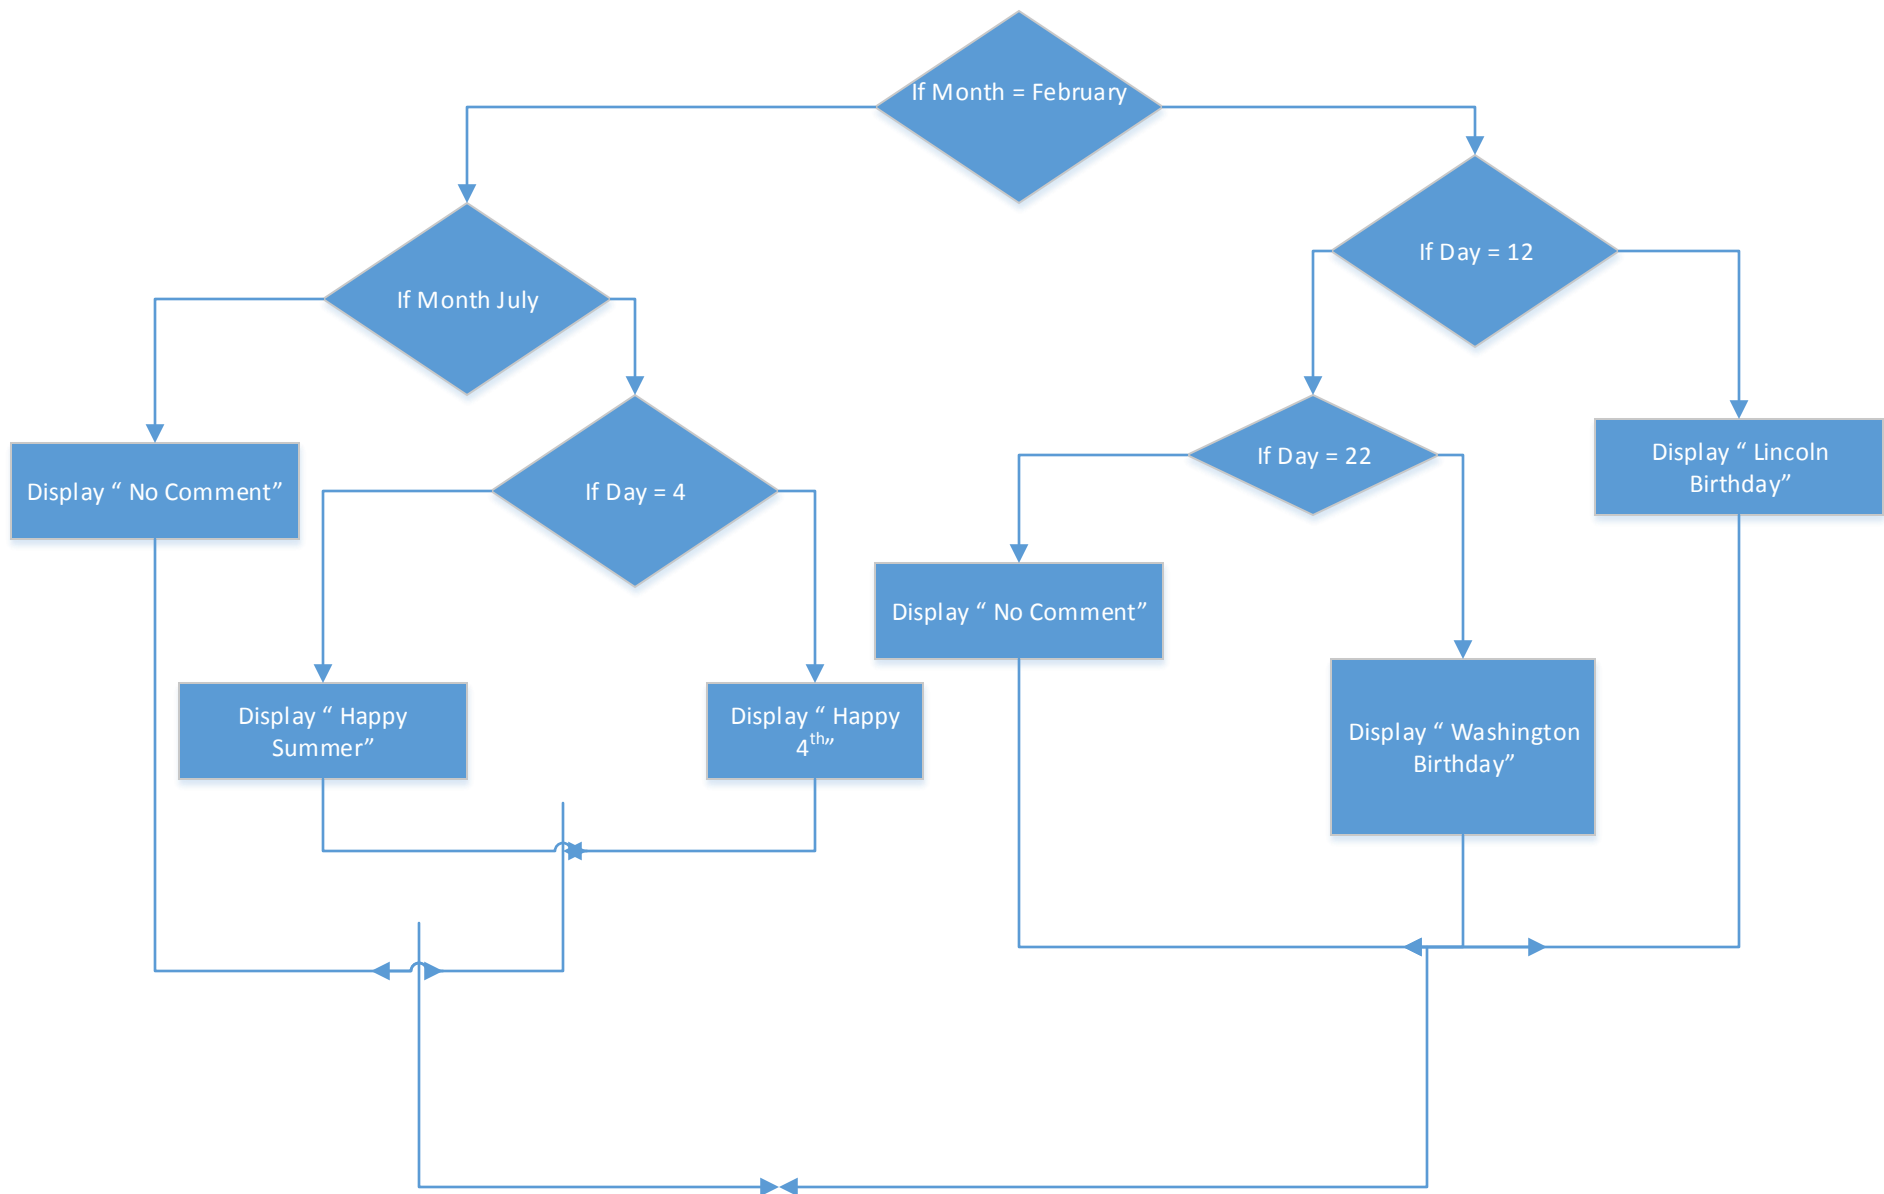 If Month = February
If Day = 12
If Month July
If Day = 22
Display “ Lincoln
Birthday”
Display “ No Comment”
If Day = 4
Display “ No Comment”
Display “ Happy
Summer”
Display “ Happy
4th”
Display “ Washington
Birthday”